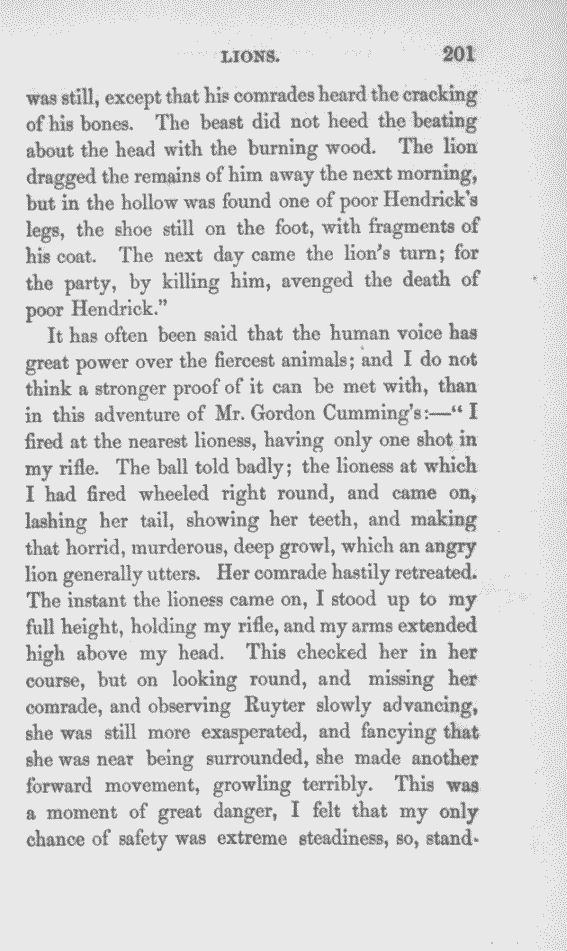 LIONS. 201
was still, except that his comrades heard the cracking
of his bones. The beast did not heed the beating
about the head with the burning wood. The lion
dragged the remains of him away the next morning,
but in the hollow was found one of poor Hendrick's
legs, the shoe still on the foot, with fragments of
his coat. The next day came the lion's turn; for
the party, by killing him, avenged the death of
poor Hendrick."
It has often been said that the human voice has
great power over the fiercest animals; and I do not
think a stronger proof of it can be met with, than
in this adventure of Mr. Gordon Cumming's:—"I
fired at the nearest lioness, having only one shot in
my rifle. The ball told badly; the lioness at which
I had fired wheeled right round, and came on,
lashing her tail, showing her teeth, and making
that horrid, murderous, deep growl, which an angry
lion generally utters. Her comrade hastily retreated.
The instant the lioness came on, I stood up to my
full height, holding my rifle, and my arms extended
high above my head. This checked her in her
course, but on looking round, and missing her
comrade, and observing Ruyter slowly advancing,
she was still more exasperated, and fancying that
she was near being surrounded, she made another
forward movement, growling terribly. This was
a moment of great danger, I felt that my only
chance of safety was extreme steadiness, so, stand-